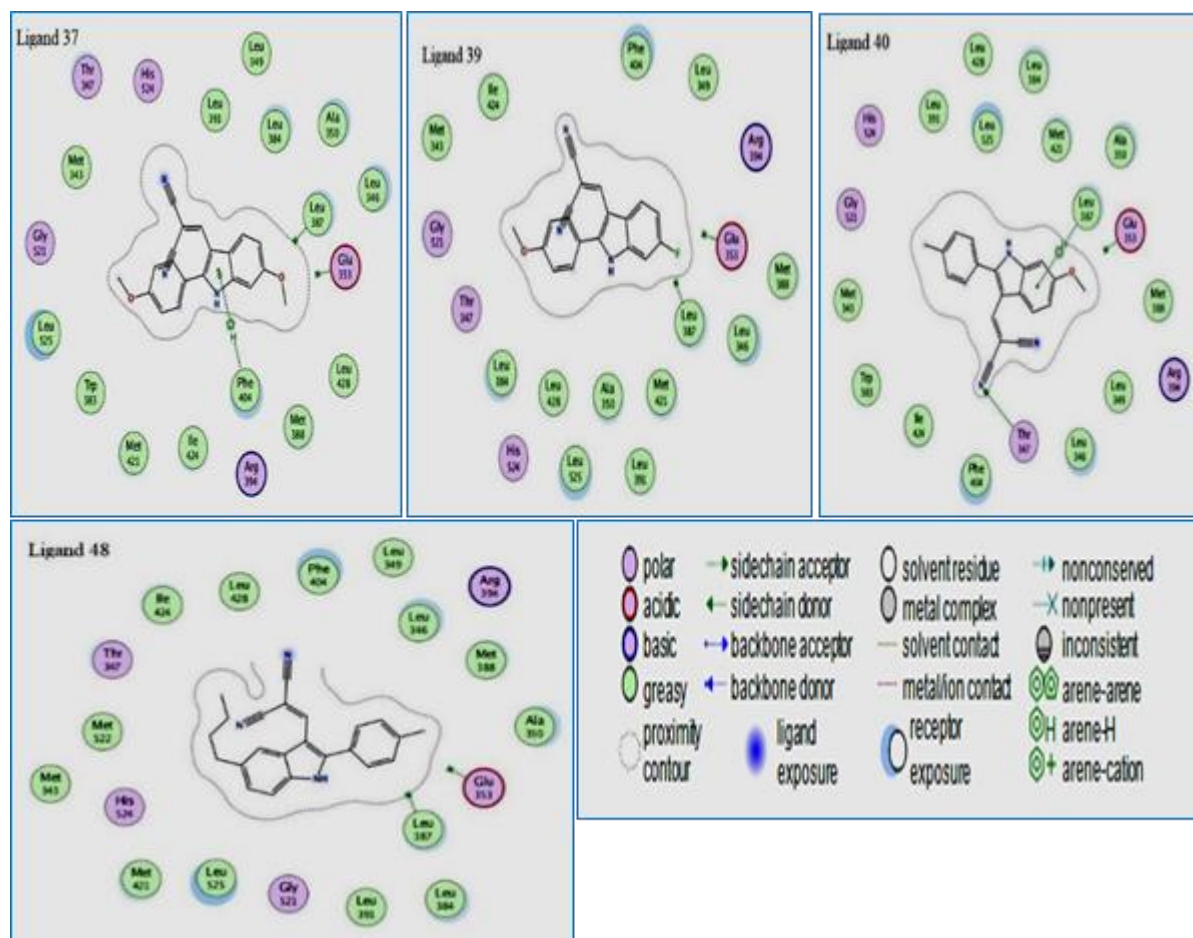 Ligand 37
Leu
349
Thr
347
His
524
Leu
391
Leu
384
Ala
350
Met
343
Leu
346
Leu
387
Gly
521
Glu
353
N
N
O
N
H
O
H
Leu
525
Phe
404
Leu
428
Trp
383
Met
421
Ile
424
Met
388
Arg
394
Ligand 39
Phe
404
Leu
349
Ile
424
Met
343
Arg
394
Gly
521
Glu
353
N
N
O
N
H
F
Met
388
Thr
347
Leu
387
Leu
346
Leu
384
Leu
428
Ala
350
Met
421
His
524
Leu
525
Leu
391
Ligand 40
Leu
428
Leu
384
Leu
391
His
524
Leu
525
Met
421
Ala
350
Gly
521
Leu
387
Glu
353
NH
O
N
N
Met
343
Met
388
Trp
383
Arg
394
Leu
349
Ile
424
Thr
347
Leu
346
Phe
404
Ligand 48
Leu
349
Phe
404
Arg
394
Leu
428
Ile
424
Leu
346
Thr
347
Met
388
N
N
NH
Met
522
Ala
350
Met
343
His
524
Glu
353
Leu
387
Met
421
Leu
525
Gly
521
Leu
391
Leu
384
polar
acidic
basic
greasy
proximity
contour
sidechain acceptor
sidechain donor
backbone acceptor
backbone donor
ligand
exposure
solvent residue
metal complex
solvent contact
metal/ion contact
receptor
exposure
nonconserved
nonpresent
inconsistent
arene-arene
H arene-H
+ arene-cation